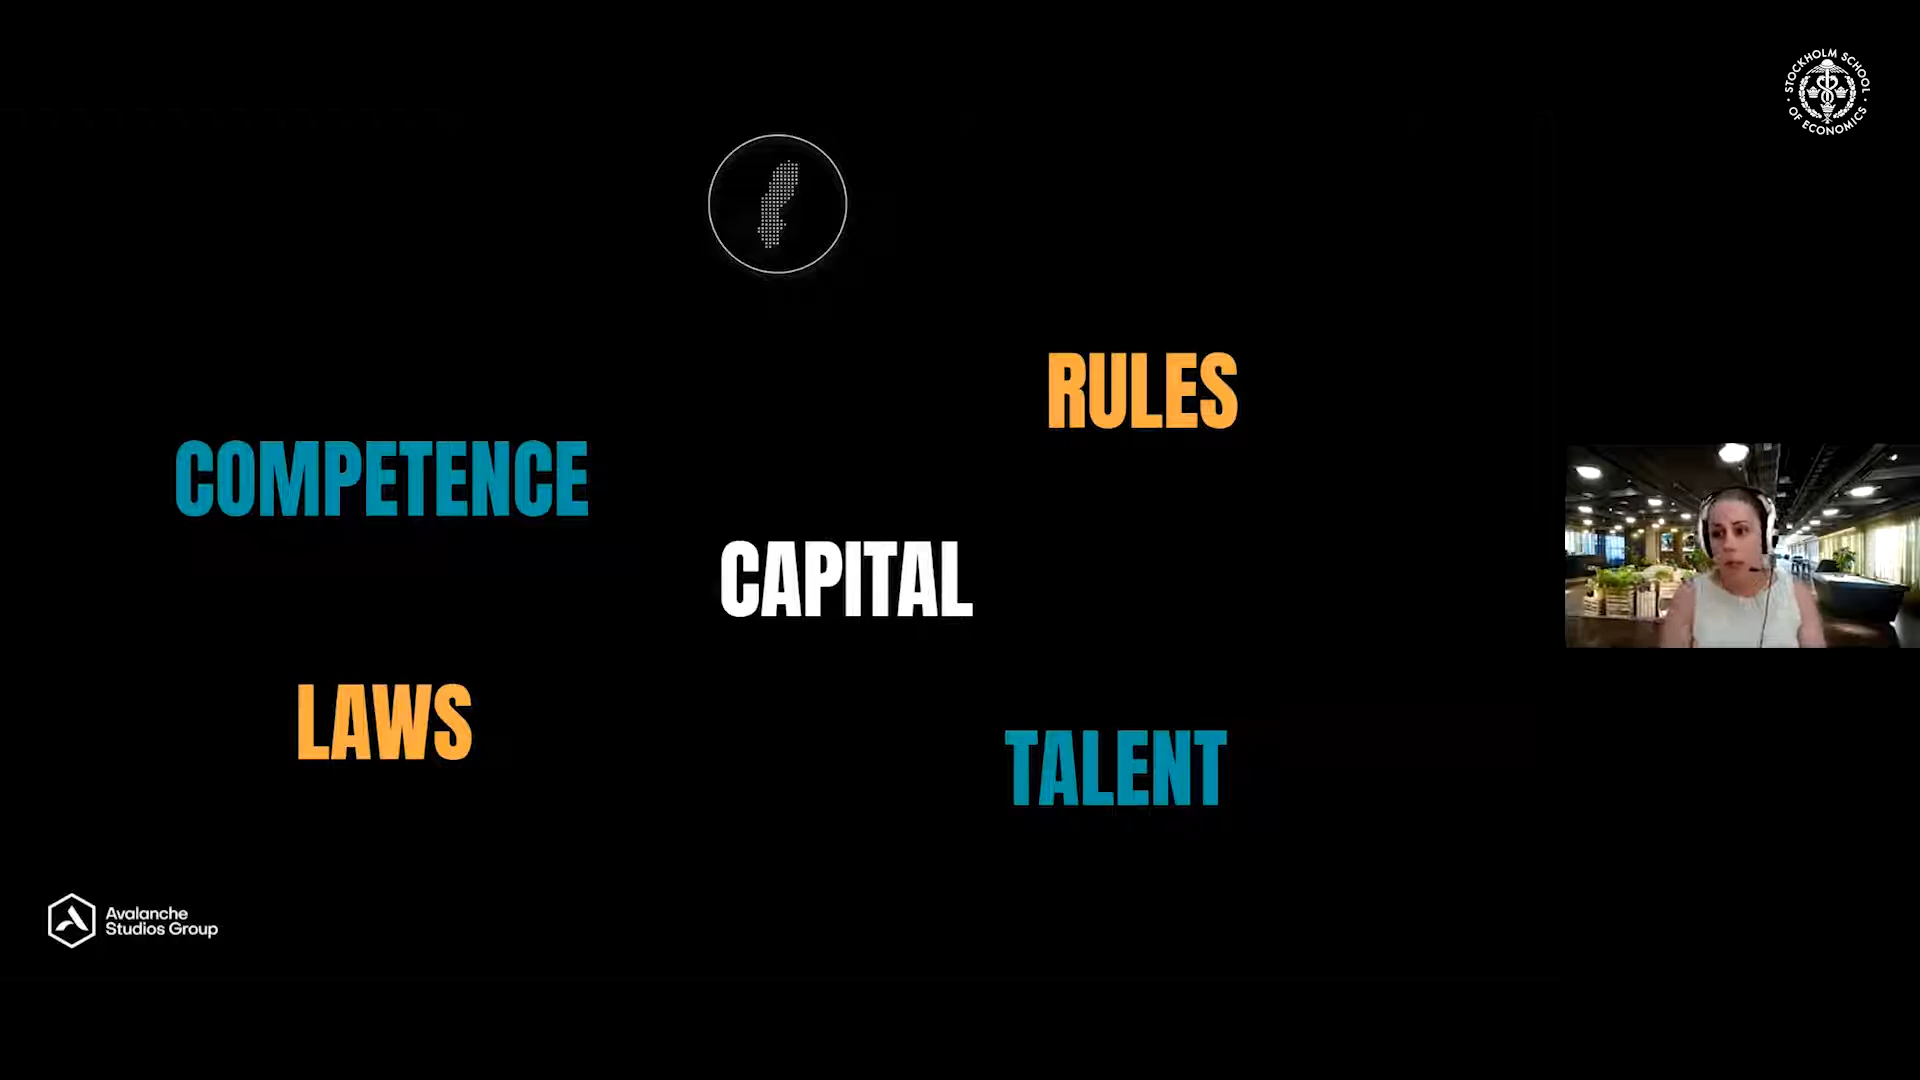 STOCKHOLM SCHOOL
OF ECONOMICS
RULES
COMPETENCE
CAPITAL
LAWS
TALENT
Avalanche
Studios Group